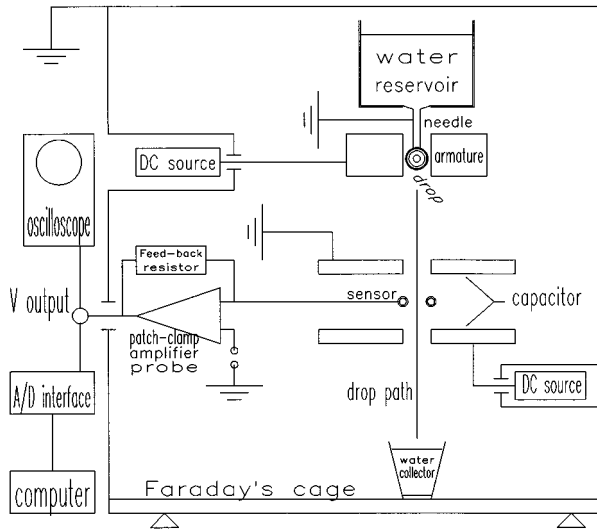 water
reservoir
needle
DC source
armature
drop
oscilloscope
Feed-back
resistor
sensor
capacitor
V output
patch-clamp
amplifier
probe
drop path
DC source
A/D interface
water
collector
computer
Faraday's cage